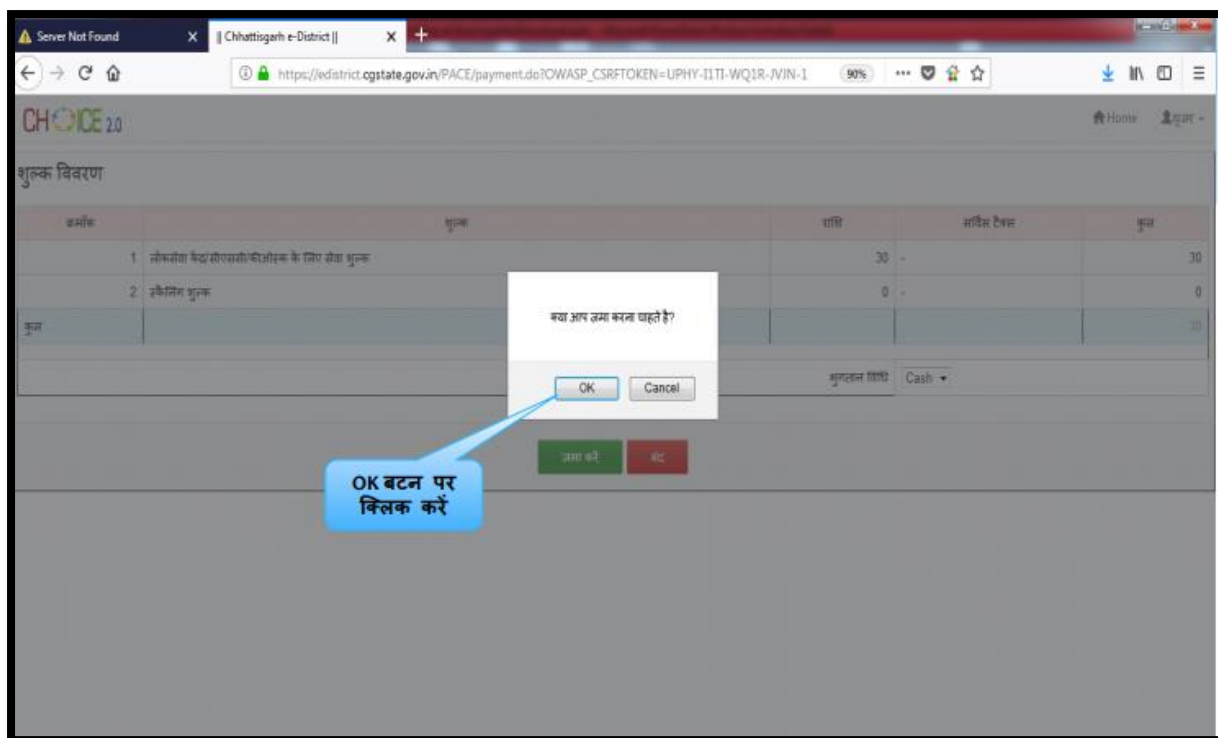 Server Not Found
|| Chhattisgarh e-District ||
https://edistrict.cgstate.gov.in/PACE/payment.do?OWASP_CSRFTOKEN=UPHY-I1TI-WQ1R-JVJN-1
90%
CHOICE 2.0
Home
शुल्क विवरण
क्रमाँक शुल्क राशि सर्विस टैक्स कुल
1 लोकसेवा केंद्र/सीएससी/कीओस्क के लिए सेवा शुल्क 30 - 30
2 स्कैनिंग शुल्क 0 - 0
कुल 30
क्या आप जमा करना चाहते है?
OK Cancel
भुगतान विधि Cash
जमा करें बंद
OK बटन पर
क्लिक करें